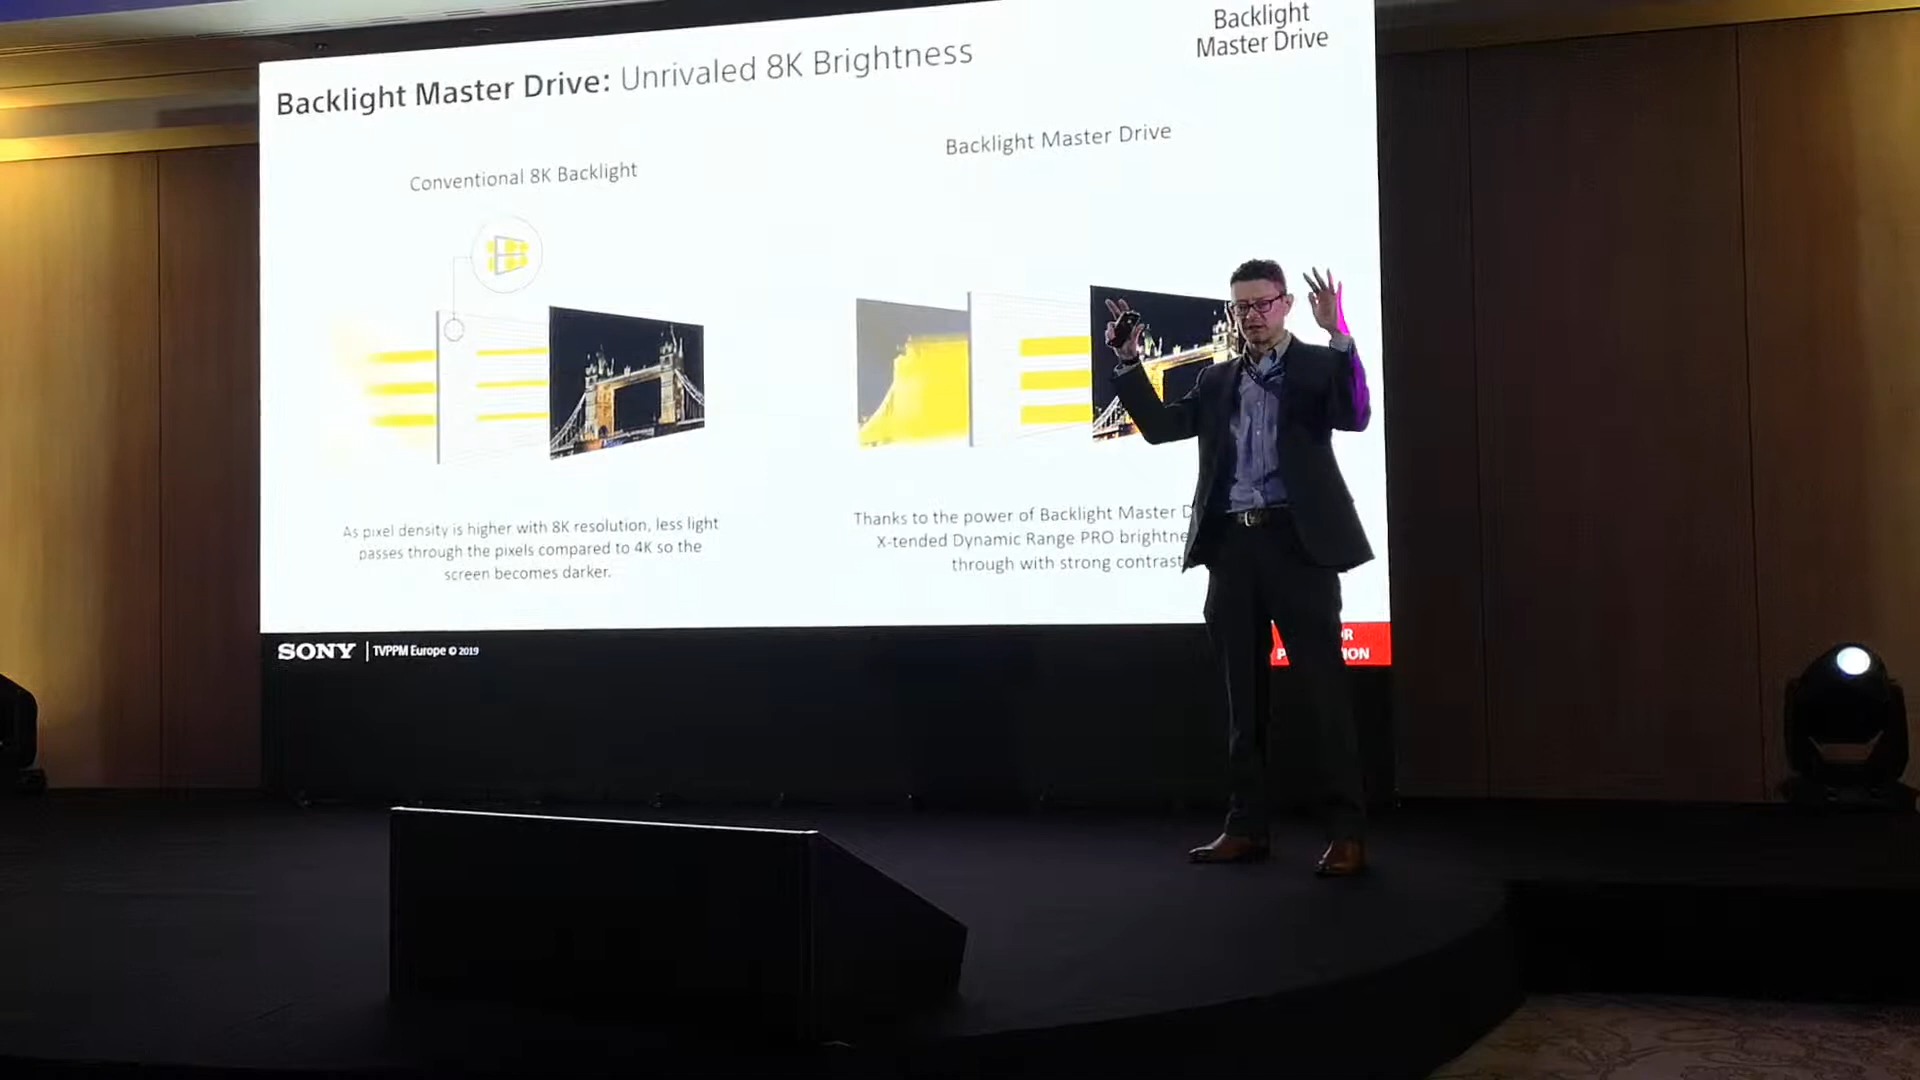 Backlight
Master Drive
Backlight Master Drive: Unrivaled 8K Brightness
Conventional 8K Backlight
Backlight Master Drive
As pixel density is higher with 8K resolution, less light
passes through the pixels compared to 4K so the
screen becomes darker.
Thanks to the power of Backlight Master D
X-tended Dynamic Range PRO brightne
through with strong contrast
SONY TVPPM Europe © 2019